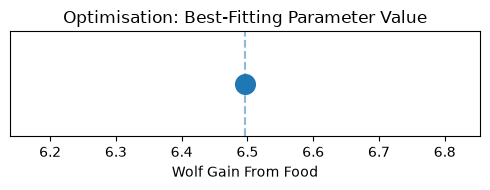 Optimisation: Best-Fitting Parameter Value
6.2 6.3 6.4 6.5 6.6 6.7 6.8
Wolf Gain From Food